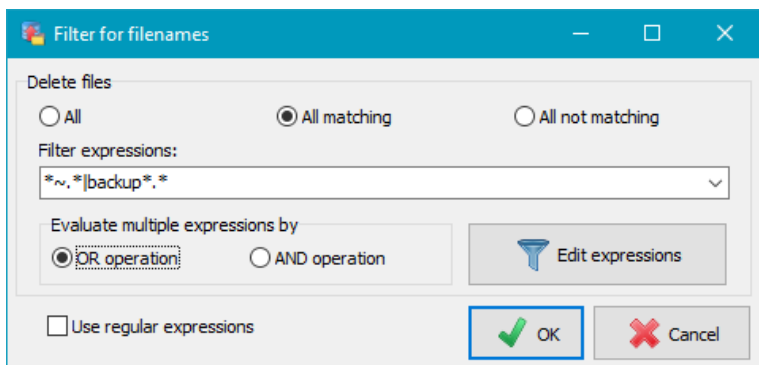 Filter for filenames
Delete files
All All matching All not matching
Filter expressions:
*~.*|backup*.*
Evaluate multiple expressions by
OR operation AND operation Edit expressions
Use regular expressions OK Cancel